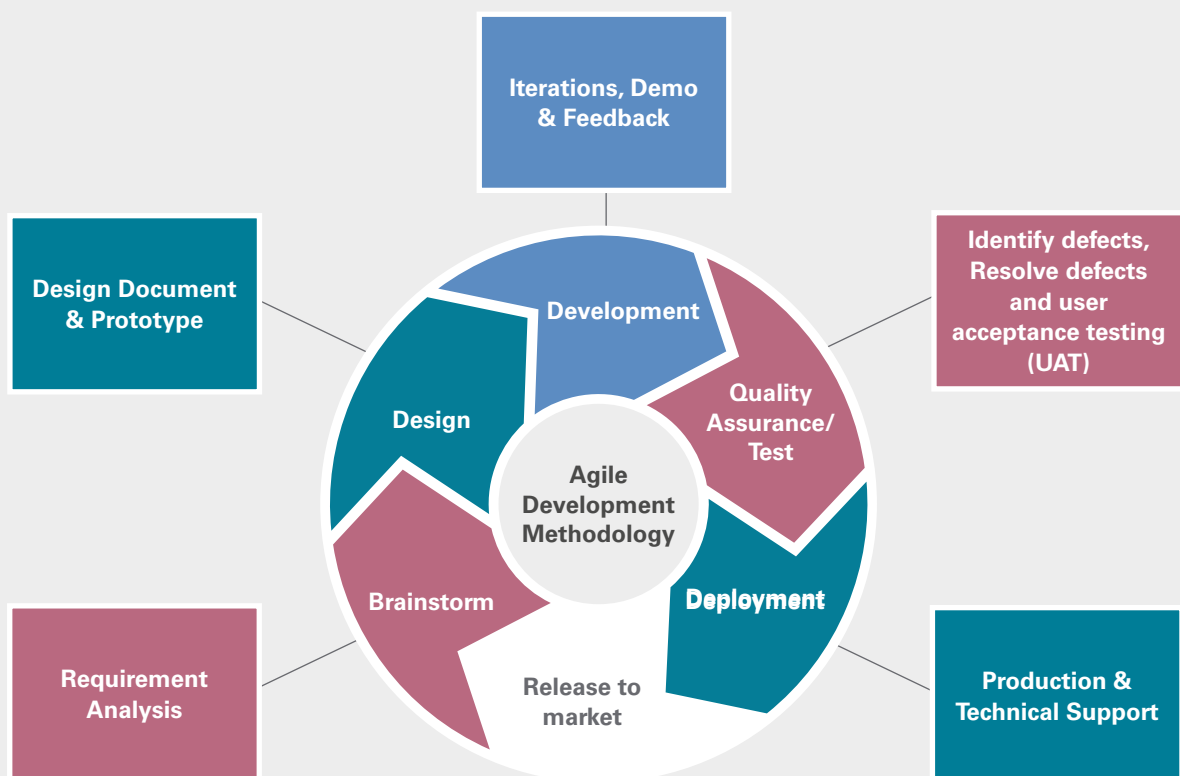 Iterations, Demo
& Feedback
Design Document
& Prototype
Identify defects,
Resolve defects
and user
acceptance testing
(UAT)
Development
Design
Quality
Assurance/
Test
Agile
Development
Methodology
Brainstorm
Deployment
Deployment
Release to
market
Requirement
Analysis
Production &
Technical Support